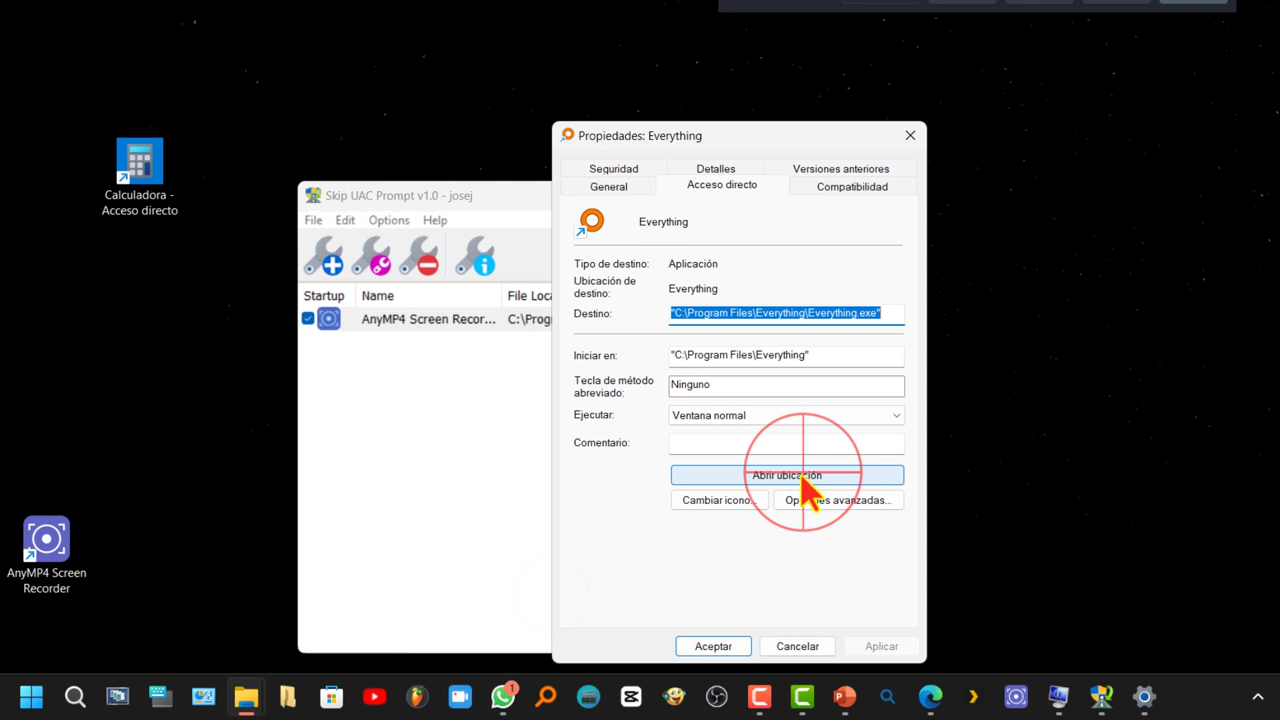 Calculadora -
Acceso directo
AnyMP4 Screen
Recorder
Skip UAC Prompt v1.0 - josej
File Edit Options Help
Startup Name File Loca
AnyMP4 Screen Recor... C:\Progr
Propiedades: Everything
Seguridad Detalles Versiones anteriores
General Acceso directo Compatibilidad
Everything
Tipo de destino: Aplicación
Ubicación de
destino:
Everything
Destino: "C:\Program Files\Everything\Everything.exe"
Iniciar en: "C:\Program Files\Everything"
Tecla de método
abreviado:
Ninguno
Ejecutar: Ventana normal
Comentario:
Abrir ubicación
Cambiar icono... Opciones avanzadas...
Aceptar Cancelar Aplicar
1